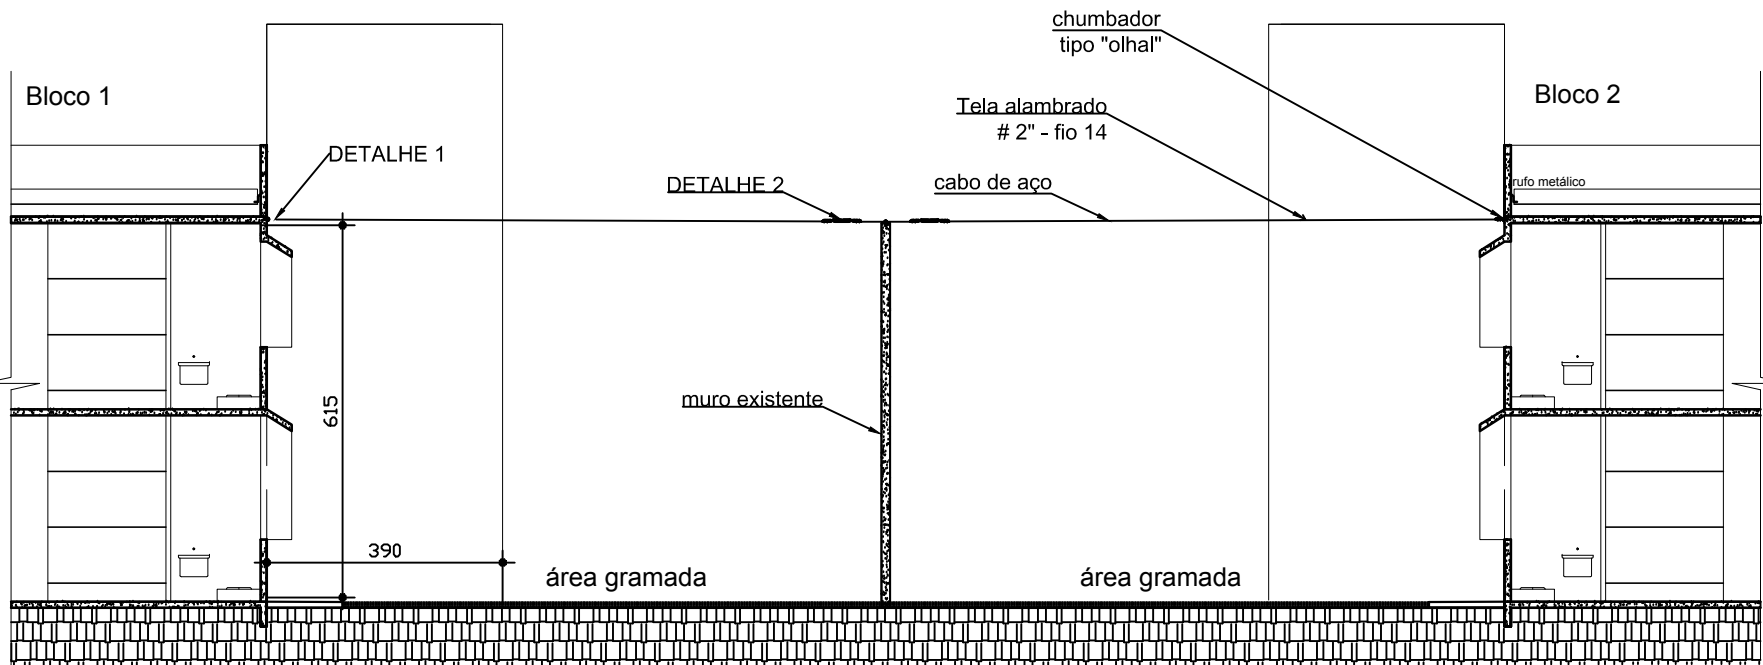 chumbador
tipo "olhal"
Bloco 1
Bloco 2
Tela alambrado
# 2" - fio 14
DETALHE 1
DETALHE 2
cabo de aço
rufo metálico
615
muro existente
390
área gramada
área gramada